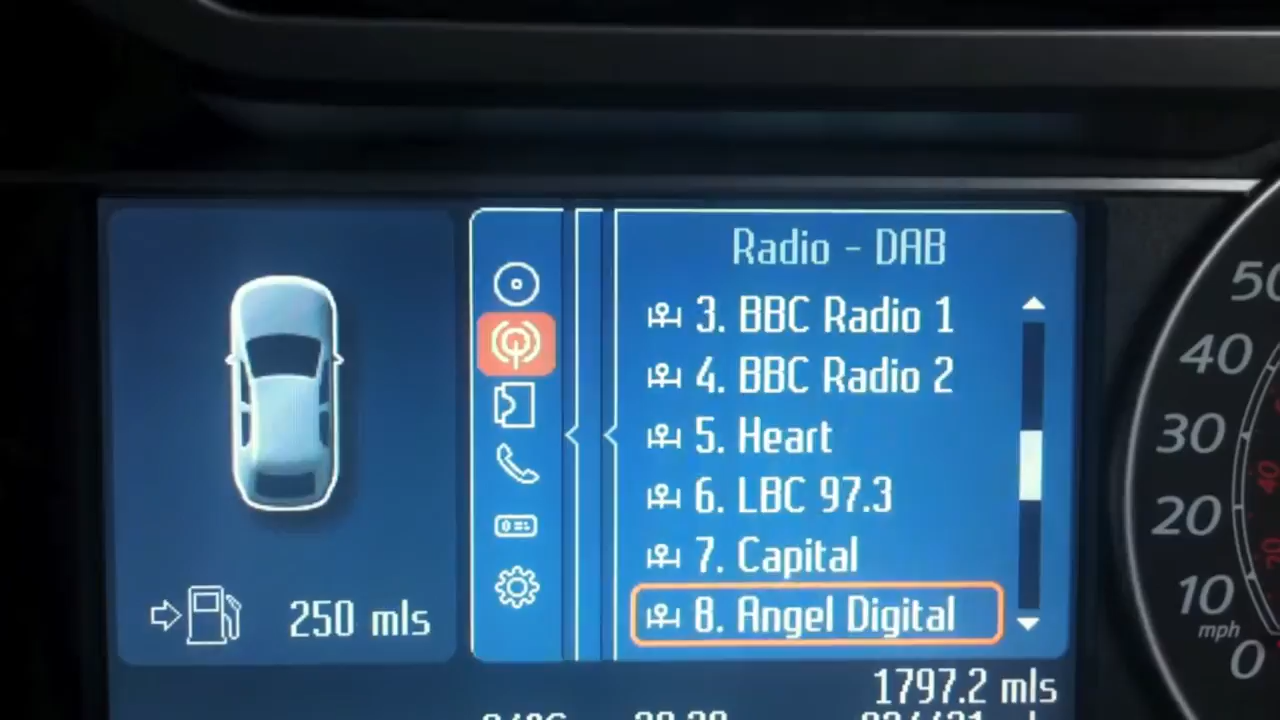 Radio - DAB
3. BBC Radio 1
4. BBC Radio 2
5. Heart
6. LBC 97.3
7. Capital
8. Angel Digital
250 mls
1797.2 mls
50
40
30
20
10
mph
0